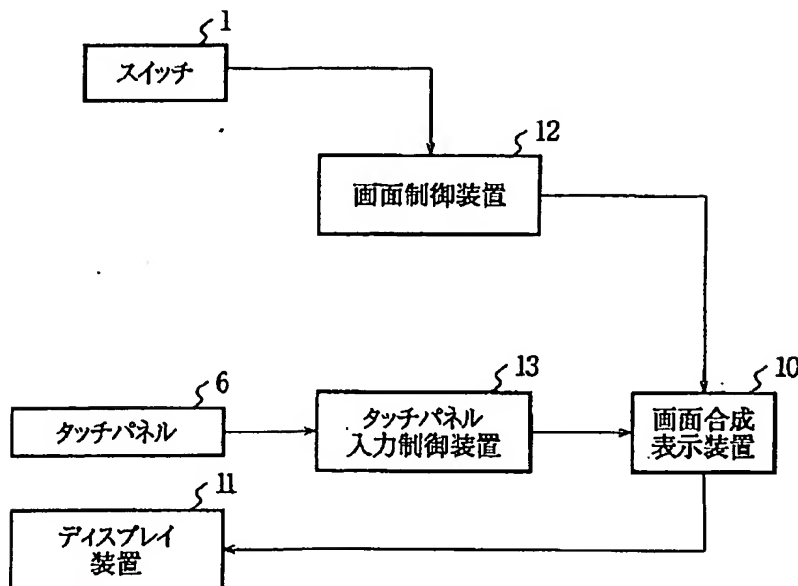 1
スイッチ
12
画面制御装置
6
タッチパネル
13
タッチパネル
入力制御装置
10
画面合成
表示装置
11
ディスプレイ
装置